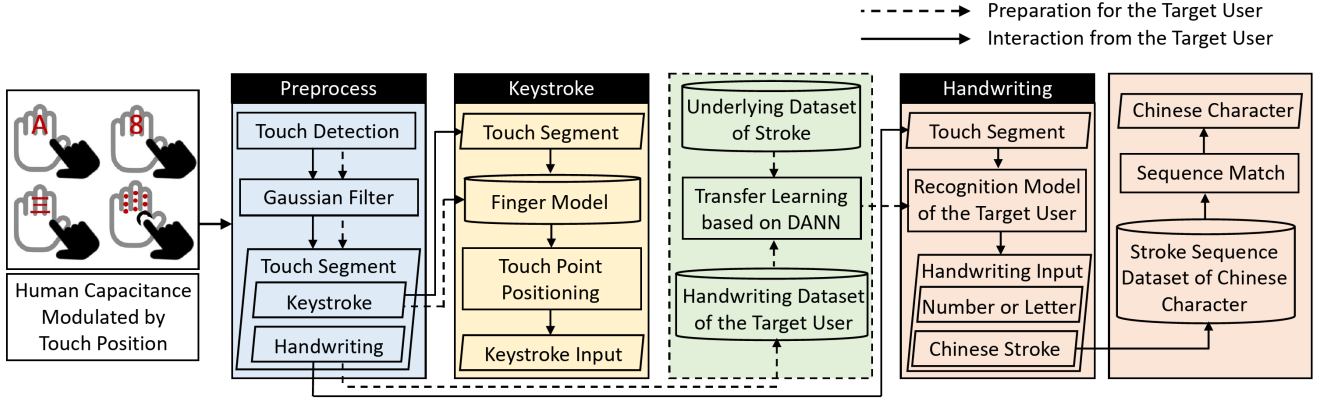 Preparation for the Target User
Interaction from the Target User
A
8
三
Human Capacitance
Modulated by
Touch Position
Preprocess
Touch Detection
Gaussian Filter
Touch Segment
Keystroke
Handwriting
Keystroke
Touch Segment
Finger Model
Touch Point
Positioning
Keystroke Input
Underlying Dataset
of Stroke
Transfer Learning
based on DANN
Handwriting Dataset
of the Target User
Handwriting
Touch Segment
Recognition Model
of the Target User
Handwriting Input
Number or Letter
Chinese Stroke
Chinese Character
Sequence Match
Stroke Sequence
Dataset of Chinese
Character